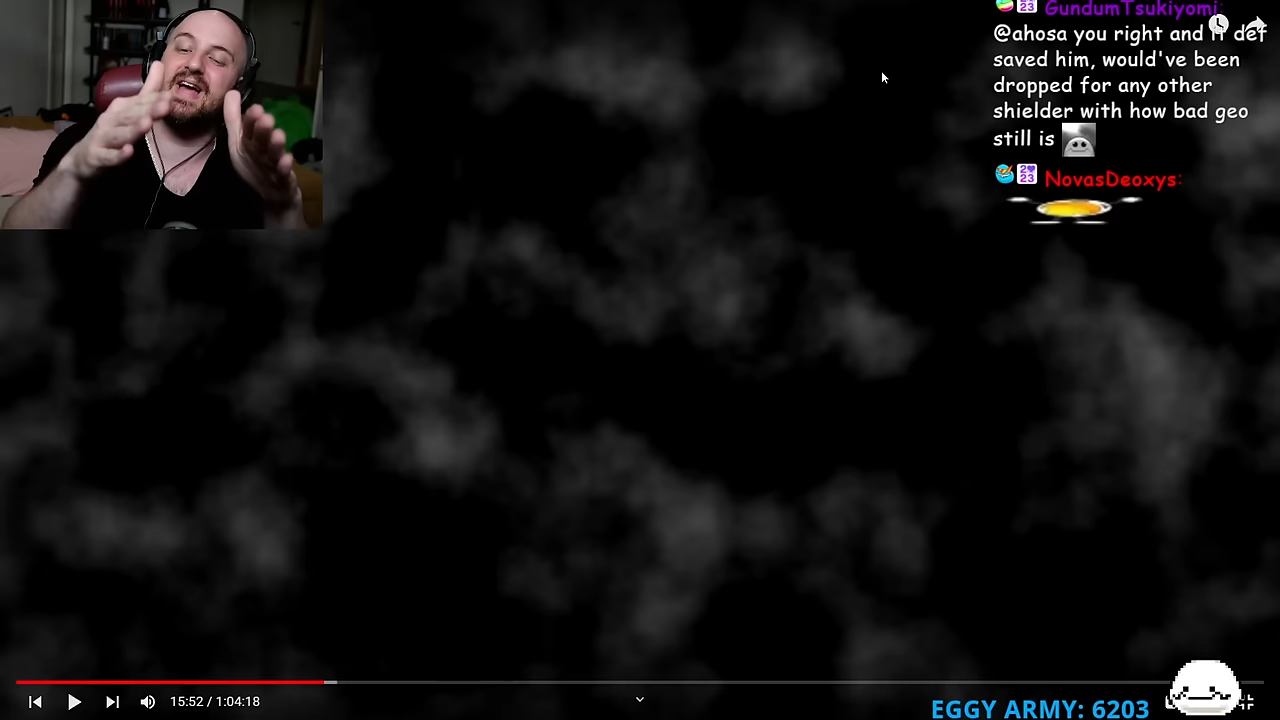 GundumTsukiyomi:
@ahosa you right and it def
saved him, would've been
dropped for any other
shielder with how bad geo
still is
NovasDeoxys:
15:52 / 1:04:18
EGGY ARMY: 6203